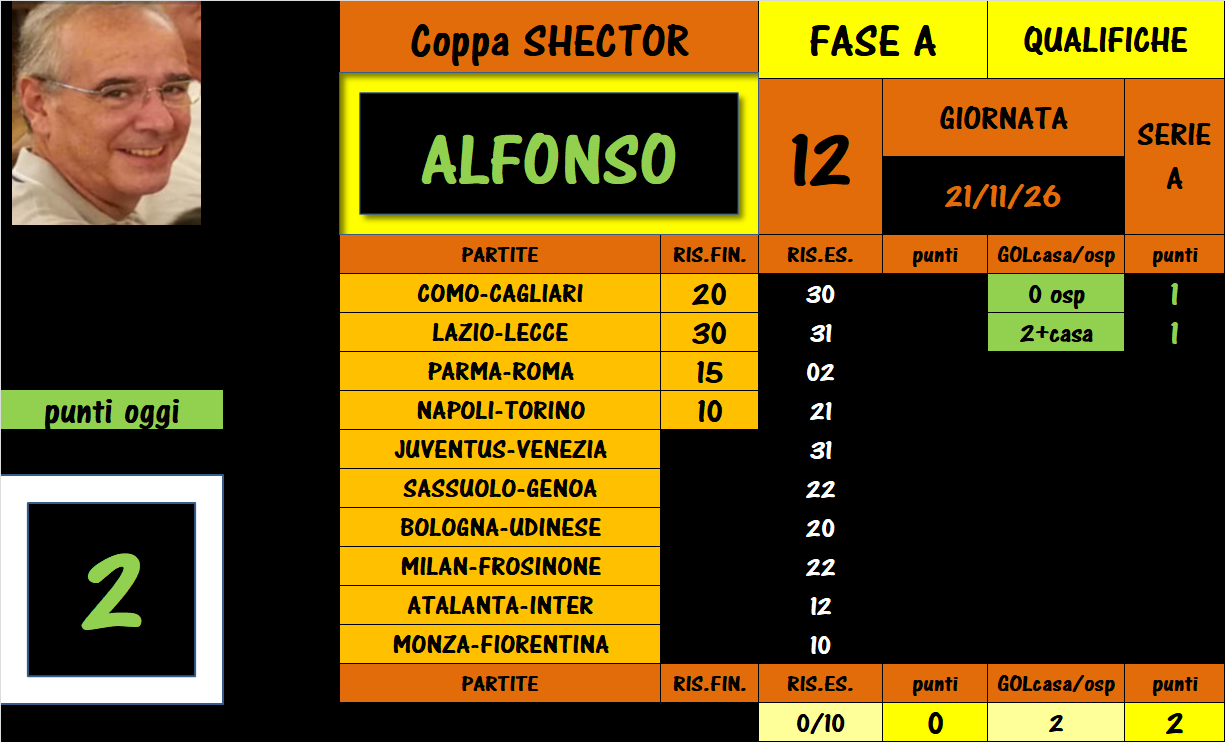 Coppa SHECTOR FASE A QUALIFICHE
ALFONSO 12 GIORNATA SERIE A
21/11/26
PARTITE RIS.FIN. RIS.ES. punti GOLcasa/osp punti
COMO-CAGLIARI 20 30 0 osp 1
LAZIO-LECCE 30 31 2+casa 1
PARMA-ROMA 15 02
NAPOLI-TORINO 10 21
JUVENTUS-VENEZIA 31
SASSUOLO-GENOA 22
BOLOGNA-UDINESE 20
MILAN-FROSINONE 22
ATALANTA-INTER 12
MONZA-FIORENTINA 10
PARTITE RIS.FIN. RIS.ES. punti GOLcasa/osp punti
0/10 0 2 2
punti oggi
2